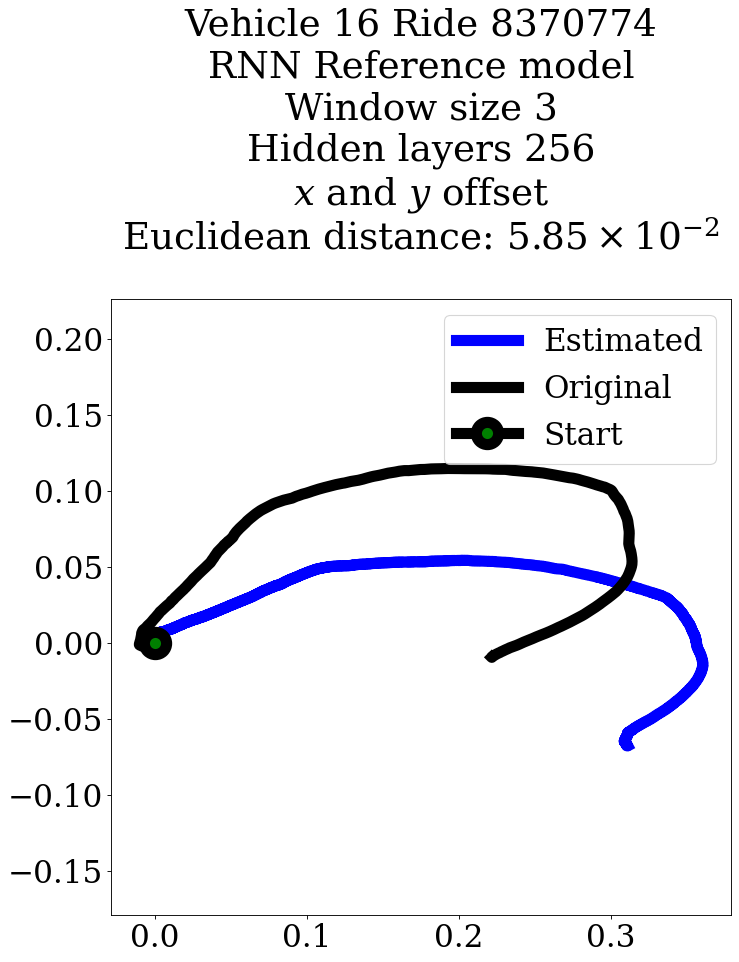 Vehicle 16 Ride 8370774
RNN Reference model
Window size 3
Hidden layers 256
x and y offset
Euclidean distance: 5.85 × 10⁻²
Estimated
Original
Start
0.20
0.15
0.10
0.05
0.00
−0.05
−0.10
−0.15
0.0 0.1 0.2 0.3